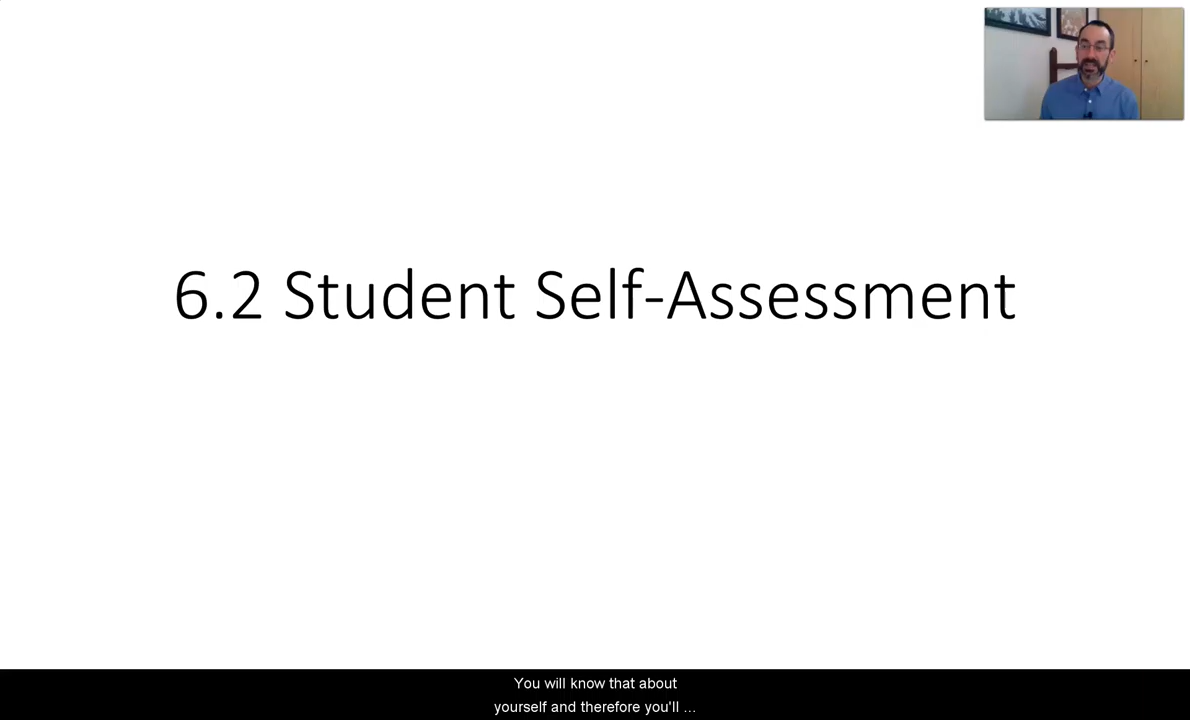 6.2 Student Self-Assessment
You will know that about
yourself and therefore you'll ...